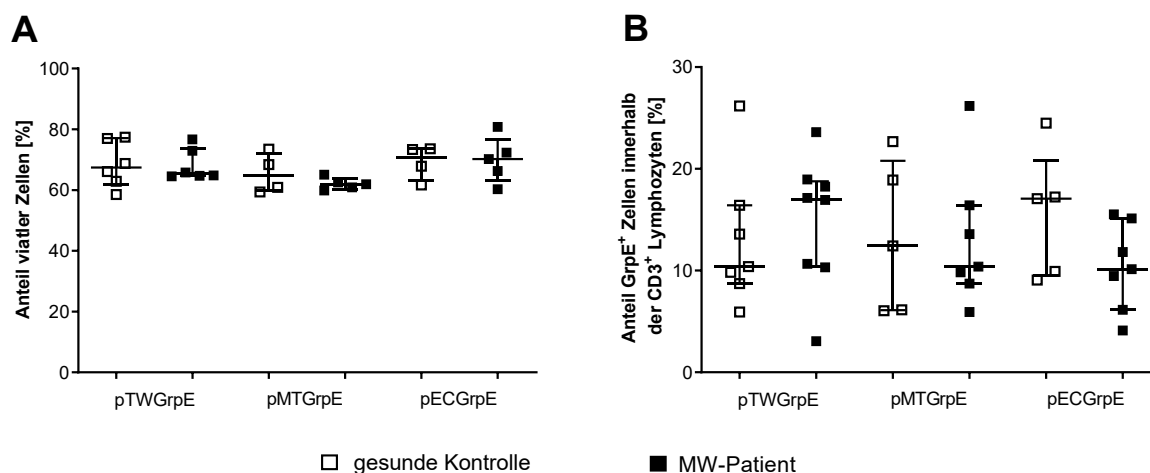 A
Anteil viatler Zellen [%]
100
80
60
40
20
0
pTWGrpE
pMTGrpE
pECGrpE
B
Anteil GrpE+ Zellen innerhalb
der CD3+ Lymphozyten [%]
30
20
10
0
pTWGrpE
pMTGrpE
pECGrpE
gesunde Kontrolle
MW-Patient